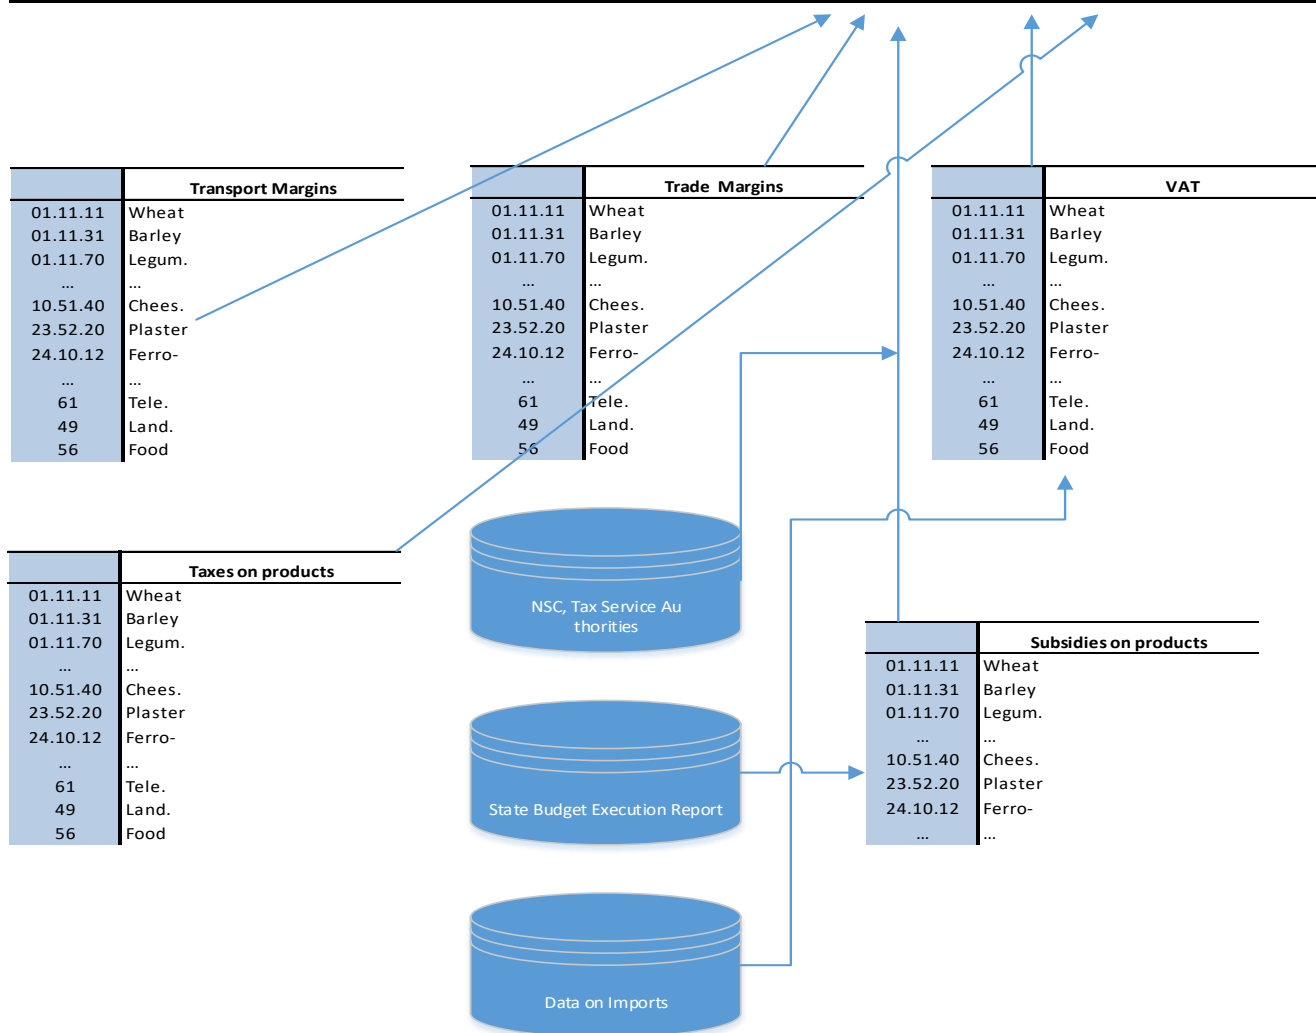 Transport Margins
01.11.11 Wheat
01.11.31 Barley
01.11.70 Legum.
... ...
10.51.40 Chees.
23.52.20 Plaster
24.10.12 Ferro-
... ...
61 Tele.
49 Land.
56 Food
Trade Margins
01.11.11 Wheat
01.11.31 Barley
01.11.70 Legum.
... ...
10.51.40 Chees.
23.52.20 Plaster
24.10.12 Ferro-
... ...
61 Tele.
49 Land.
56 Food
VAT
01.11.11 Wheat
01.11.31 Barley
01.11.70 Legum.
... ...
10.51.40 Chees.
23.52.20 Plaster
24.10.12 Ferro-
... ...
61 Tele.
49 Land.
56 Food
Taxes on products
01.11.11 Wheat
01.11.31 Barley
01.11.70 Legum.
... ...
10.51.40 Chees.
23.52.20 Plaster
24.10.12 Ferro-
... ...
61 Tele.
49 Land.
56 Food
NSC, Tax Service Au
thorities
State Budget Execution Report
Data on Imports
Subsidies on products
01.11.11 Wheat
01.11.31 Barley
01.11.70 Legum.
... ...
10.51.40 Chees.
23.52.20 Plaster
24.10.12 Ferro-
... ...